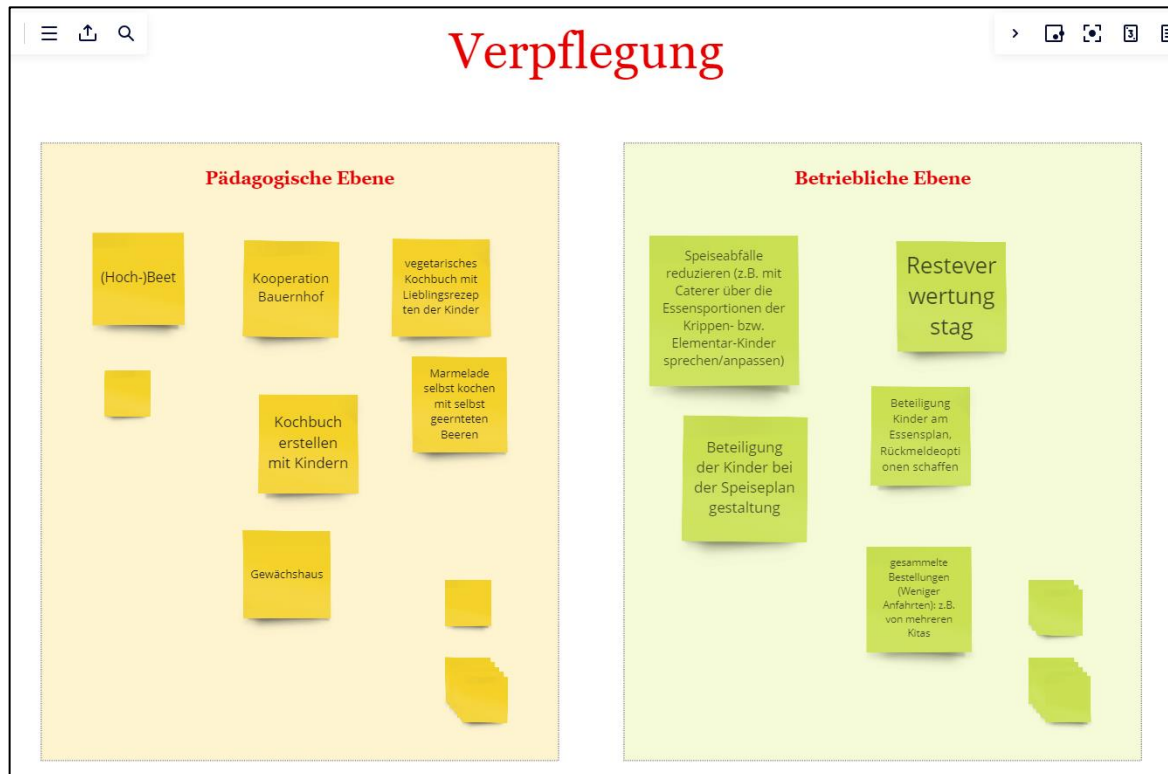 Verpflegung
Pädagogische Ebene
(Hoch-)Beet
Kooperation
Bauernhof
vegetarisches
Kochbuch mit
Lieblingsrezep
ten der Kinder
Marmelade
selbst kochen
mit selbst
geernteten
Beeren
Kochbuch
erstellen
mit Kindern
Gewächshaus
Betriebliche Ebene
Speiseabfälle
reduzieren (z.B. mit
Caterer über die
Essensportionen der
Krippen- bzw.
Elementar-Kinder
sprechen/anpassen)
Restever
wertung
stag
Beteiligung
der Kinder bei
der Speiseplan
gestaltung
Beteiligung
Kinder am
Essensplan,
Rückmeldeopti
onen schaffen
gesammelte
Bestellungen
(Weniger
Anfahrten): z.B.
von mehreren
Kitas